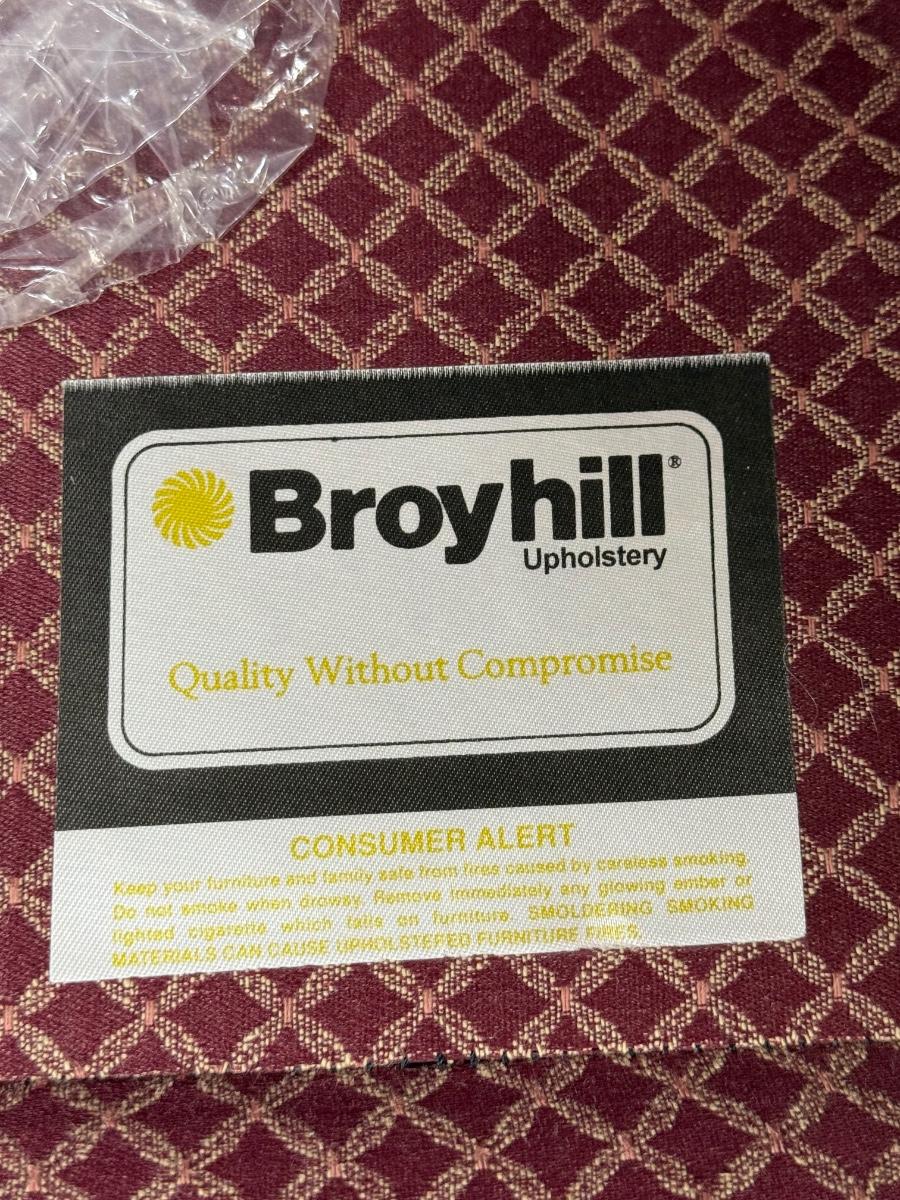 Broyhill®
Upholstery
Quality Without Compromise
CONSUMER ALERT
Keep your furniture and family safe from fires caused by careless smoking.
Do not smoke when drowsy. Remove immediately any glowing ember or
lighted cigarette which falls on furniture. SMOLDERING SMOKING
MATERIALS CAN CAUSE UPHOLSTERED FURNITURE FIRES.